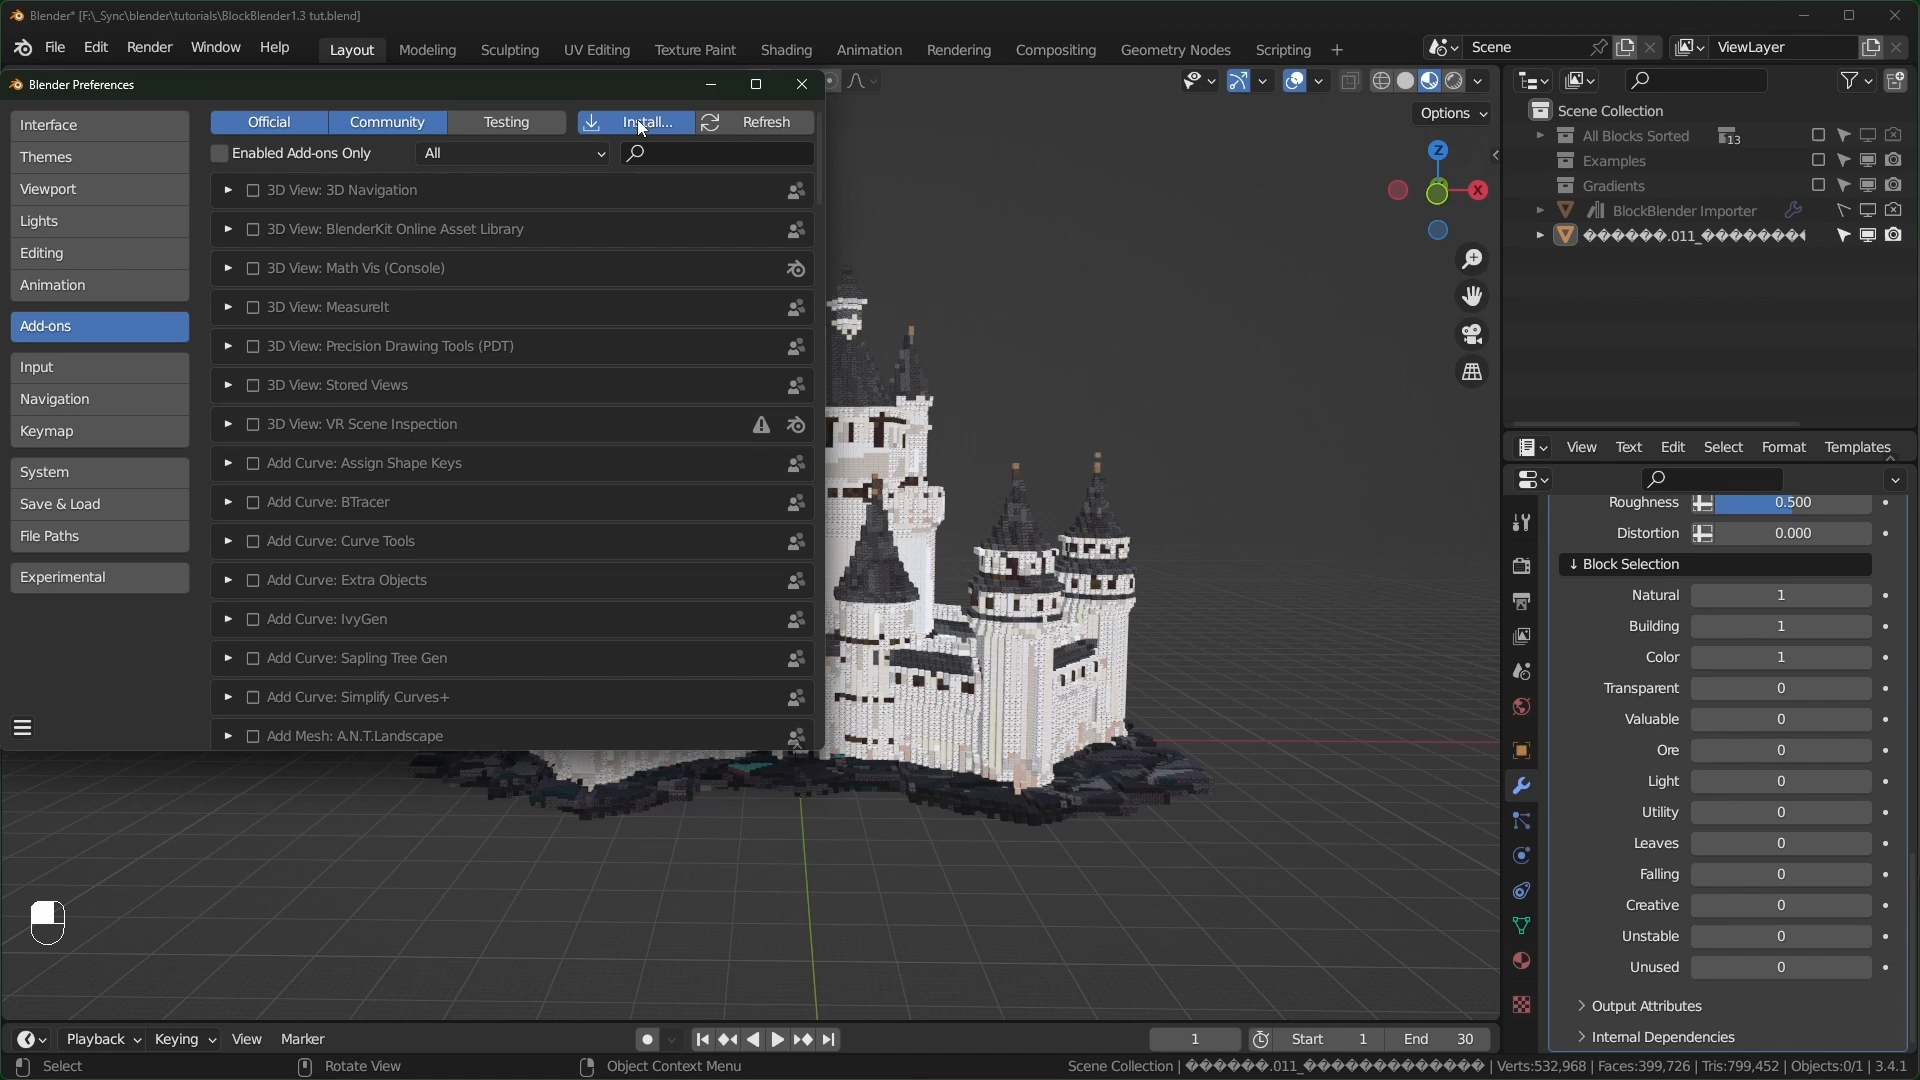 Blender* [F:\_Sync\blender\tutorials\BlockBlender1.3 tut.blend]
File Edit Render Window Help
Layout Modeling Sculpting UV Editing Texture Paint Shading Animation Rendering Compositing Geometry Nodes Scripting +
Scene
ViewLayer
Blender Preferences
Interface
Themes
Viewport
Lights
Editing
Animation
Add-ons
Input
Navigation
Keymap
System
Save & Load
File Paths
Experimental
Official Community Testing Install... Refresh
Enabled Add-ons Only All
3D View: 3D Navigation
3D View: BlenderKit Online Asset Library
3D View: Math Vis (Console)
3D View: MeasureIt
3D View: Precision Drawing Tools (PDT)
3D View: Stored Views
3D View: VR Scene Inspection
Add Curve: Assign Shape Keys
Add Curve: BTracer
Add Curve: Curve Tools
Add Curve: Extra Objects
Add Curve: IvyGen
Add Curve: Sapling Tree Gen
Add Curve: Simplify Curves+
Add Mesh: A.N.T.Landscape
Options
Z
X
Scene Collection
All Blocks Sorted 13
Examples
Gradients
BlockBlender Importer
������.011_��������
View Text Edit Select Format Templates
Roughness 0.500
Distortion 0.000
↓ Block Selection
Natural 1
Building 1
Color 1
Transparent 0
Valuable 0
Ore 0
Light 0
Utility 0
Leaves 0
Falling 0
Creative 0
Unstable 0
Unused 0
Output Attributes
Internal Dependencies
Playback Keying View Marker
1 Start 1 End 30
Select Rotate View Object Context Menu
Scene Collection | ������.011_��������������� | Verts:532,968 | Faces:399,726 | Tris:799,452 | Objects:0/1 | 3.4.1